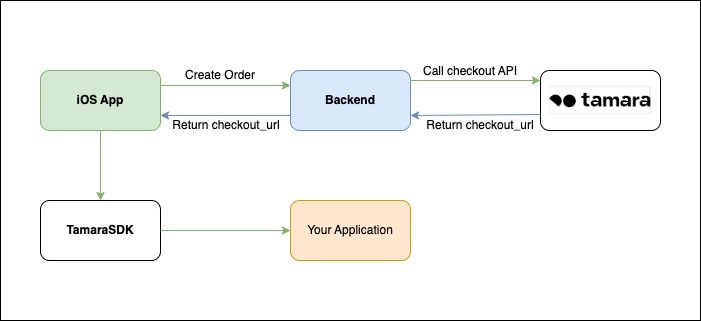 Create Order
Call checkout API
iOS App
Backend
tamara
Return checkout_url
Return checkout_url
TamaraSDK
Your Application